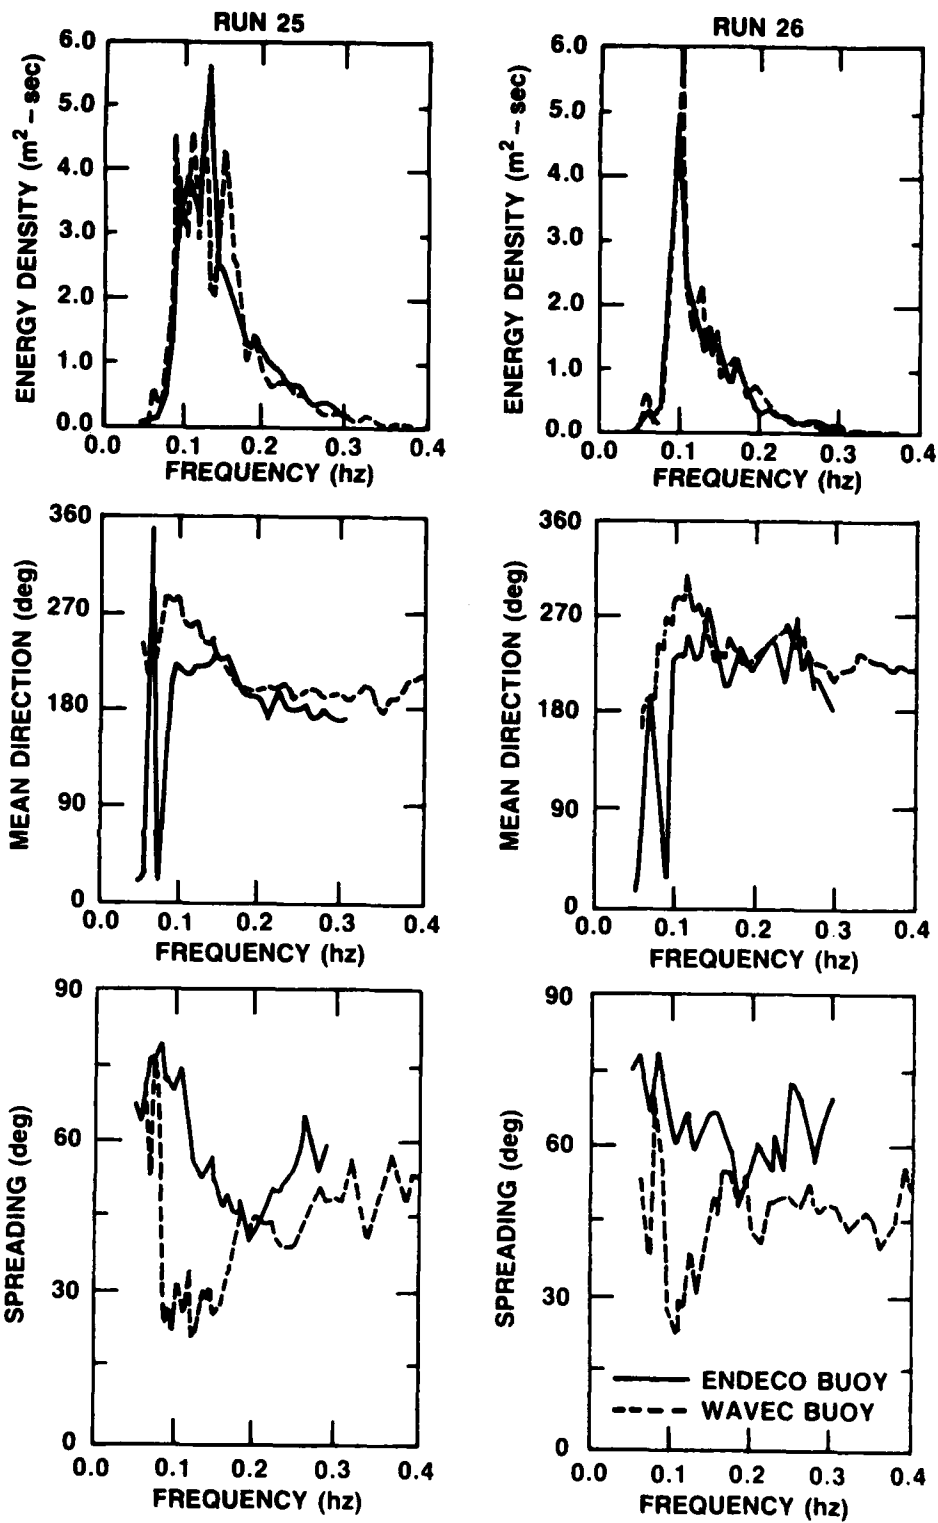 RUN 25
ENERGY DENSITY (m² – sec)
6.0
5.0
4.0
3.0
2.0
1.0
0.0
0.0 0.1 0.2 0.3 0.4
FREQUENCY (hz)
RUN 26
ENERGY DENSITY (m² – sec)
6.0
5.0
4.0
3.0
2.0
1.0
0.0
0.0 0.1 0.2 0.3 0.4
FREQUENCY (hz)
MEAN DIRECTION (deg)
360
270
180
90
0
0.0 0.1 0.2 0.3 0.4
FREQUENCY (hz)
MEAN DIRECTION (deg)
360
270
180
90
0
0.0 0.1 0.2 0.3 0.4
FREQUENCY (hz)
SPREADING (deg)
90
60
30
0
0.0 0.1 0.2 0.3 0.4
FREQUENCY (hz)
SPREADING (deg)
90
60
30
0
ENDECO BUOY
WAVEC BUOY
0.0 0.1 0.2 0.3 0.4
FREQUENCY (hz)